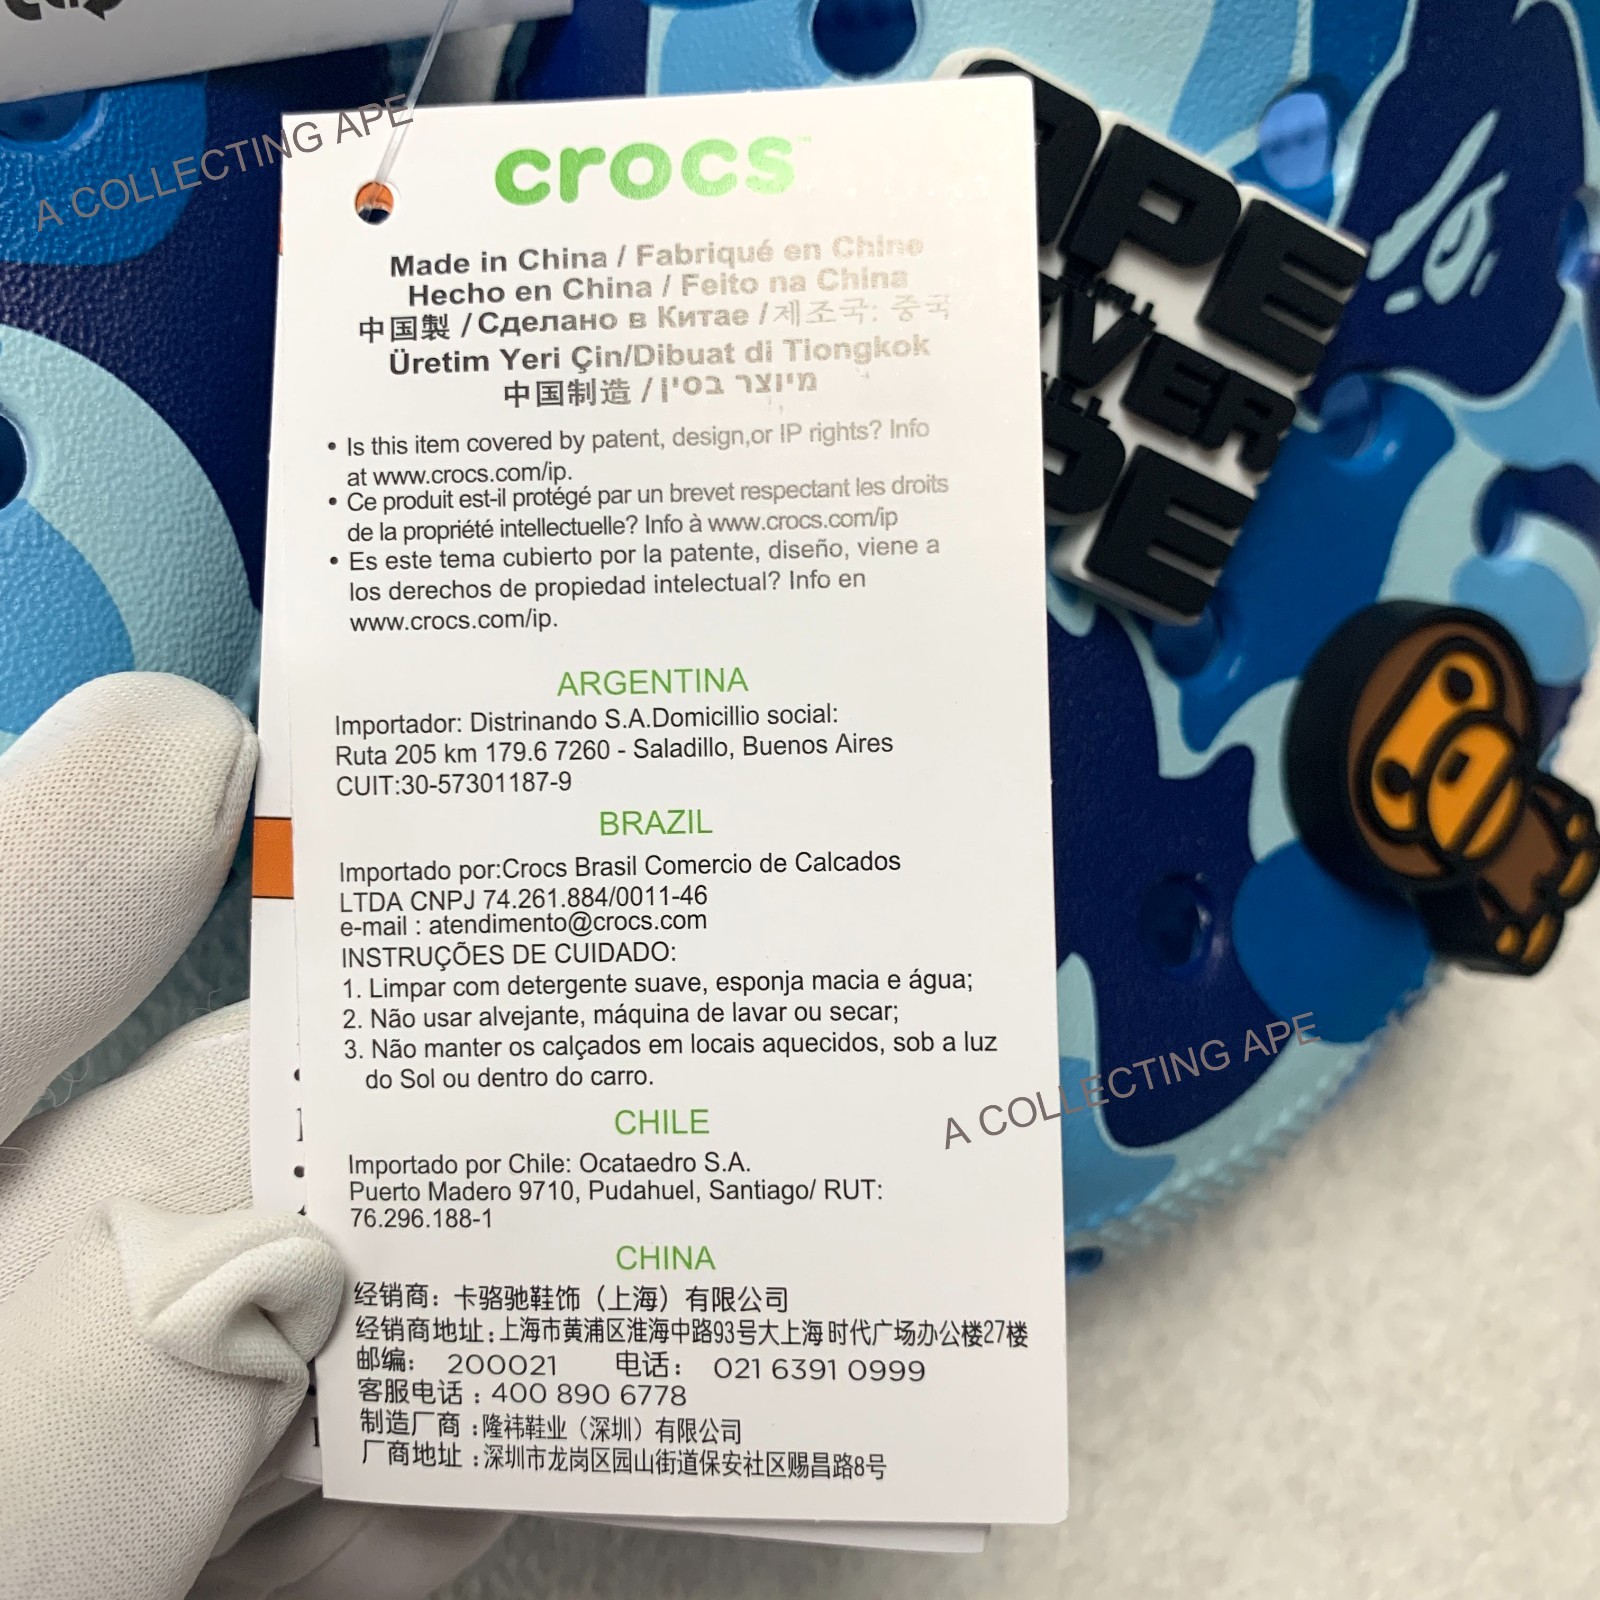 A COLLECTING APE
crocs™
Made in China / Fabriqué en Chine
Hecho en China / Feito na China
中国製 / Сделано в Китае / 제조국: 중국
Üretim Yeri Çin/Dibuat di Tiongkok
中国制造 / מיוצר בסין
• Is this item covered by patent, design,or IP rights? Info
at www.crocs.com/ip.
• Ce produit est-il protégé par un brevet respectant les droits
de la propriété intellectuelle? Info à www.crocs.com/ip
• Es este tema cubierto por la patente, diseño, viene a
los derechos de propiedad intelectual? Info en
www.crocs.com/ip.
ARGENTINA
Importador: Distrinando S.A.Domicillio social:
Ruta 205 km 179.6 7260 - Saladillo, Buenos Aires
CUIT:30-57301187-9
BRAZIL
Importado por:Crocs Brasil Comercio de Calcados
LTDA CNPJ 74.261.884/0011-46
e-mail : atendimento@crocs.com
INSTRUÇÕES DE CUIDADO:
1. Limpar com detergente suave, esponja macia e água;
2. Não usar alvejante, máquina de lavar ou secar;
3. Não manter os calçados em locais aquecidos, sob a luz
do Sol ou dentro do carro.
CHILE
Importado por Chile: Ocataedro S.A.
Puerto Madero 9710, Pudahuel, Santiago/ RUT:
76.296.188-1
CHINA
经销商: 卡骆驰鞋饰（上海）有限公司
经销商地址:上海市黄浦区淮海中路93号大上海时代广场办公楼27楼
邮编: 200021 电话: 021 6391 0999
客服电话 : 400 890 6778
制造厂商 :隆祎鞋业（深圳）有限公司
厂商地址 :深圳市龙岗区园山街道保安社区赐昌路8号
A COLLECTING APE